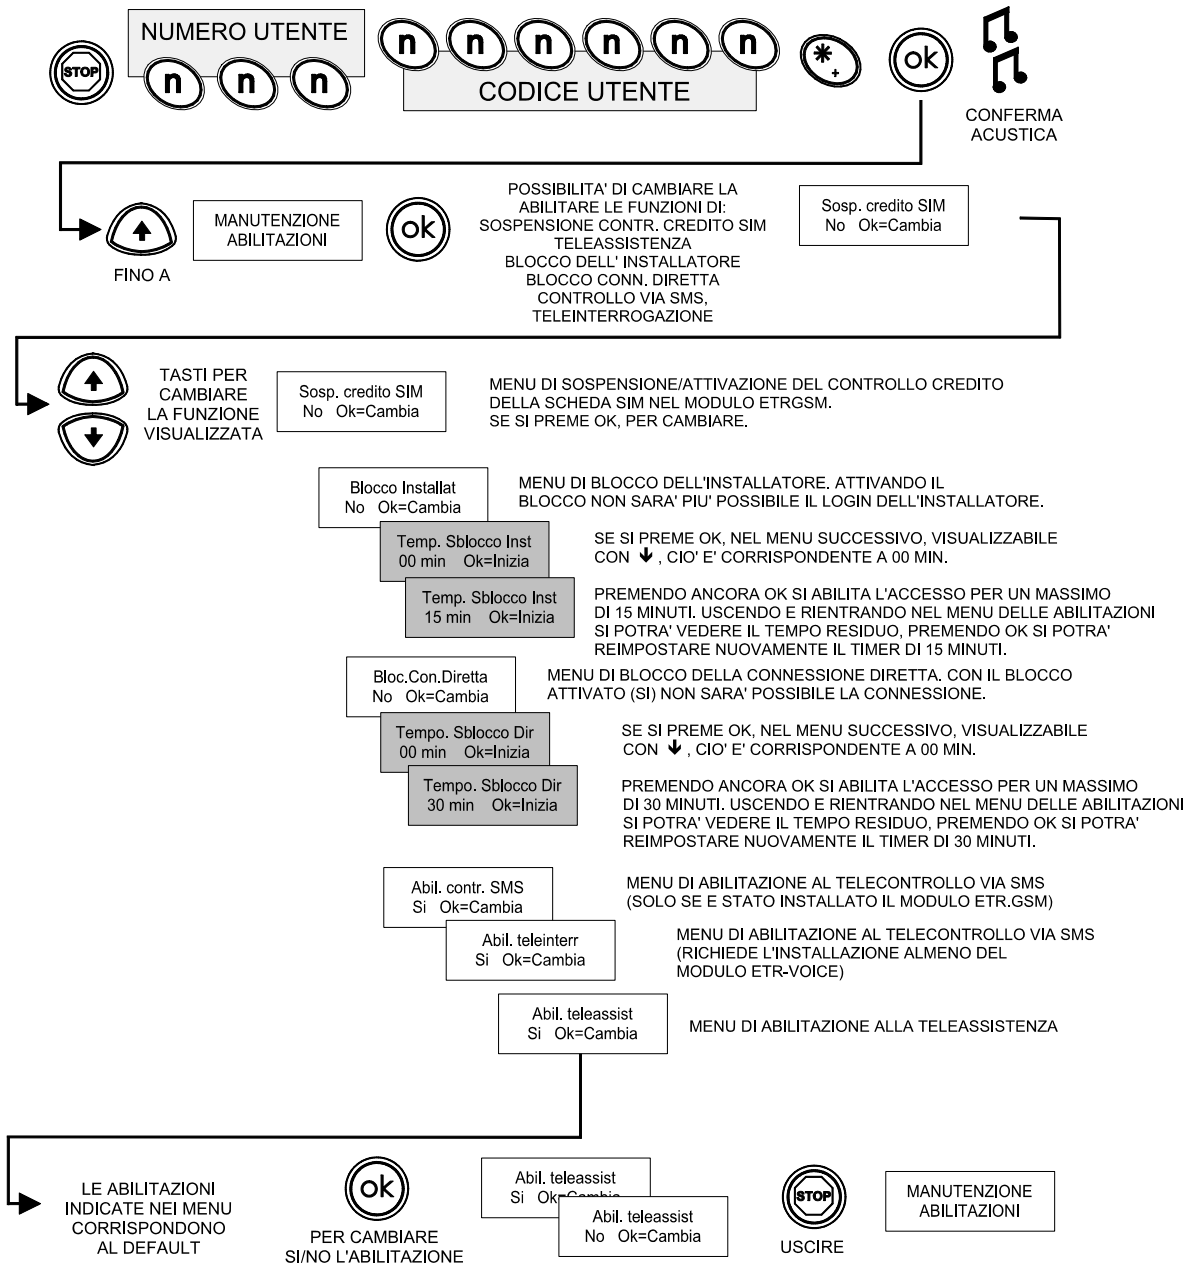 NUMERO UTENTE
STOP
n n n
n n n n n n
CODICE UTENTE
*
+
ok
CONFERMA
ACUSTICA
FINO A
MANUTENZIONE
ABILITAZIONI
ok
POSSIBILITA' DI CAMBIARE LA
ABILITARE LE FUNZIONI DI:
SOSPENSIONE CONTR. CREDITO SIM
TELEASSISTENZA
BLOCCO DELL' INSTALLATORE
BLOCCO CONN. DIRETTA
CONTROLLO VIA SMS,
TELEINTERROGAZIONE
Sosp. credito SIM
No Ok=Cambia
TASTI PER
CAMBIARE
LA FUNZIONE
VISUALIZZATA
Sosp. credito SIM
No Ok=Cambia
MENU DI SOSPENSIONE/ATTIVAZIONE DEL CONTROLLO CREDITO
DELLA SCHEDA SIM NEL MODULO ETRGSM.
SE SI PREME OK, PER CAMBIARE.
Blocco Installat
No Ok=Cambia
MENU DI BLOCCO DELL'INSTALLATORE. ATTIVANDO IL
BLOCCO NON SARA' PIU' POSSIBILE IL LOGIN DELL'INSTALLATORE.
Temp. Sblocco Inst
00 min Ok=Inizia
SE SI PREME OK, NEL MENU SUCCESSIVO, VISUALIZZABILE
CON ↓ , CIO' E' CORRISPONDENTE A 00 MIN.
Temp. Sblocco Inst
15 min Ok=Inizia
PREMENDO ANCORA OK SI ABILITA L'ACCESSO PER UN MASSIMO
DI 15 MINUTI. USCENDO E RIENTRANDO NEL MENU DELLE ABILITAZIONI
SI POTRA' VEDERE IL TEMPO RESIDUO, PREMENDO OK SI POTRA'
REIMPOSTARE NUOVAMENTE IL TIMER DI 15 MINUTI.
Bloc.Con.Diretta
No Ok=Cambia
MENU DI BLOCCO DELLA CONNESSIONE DIRETTA. CON IL BLOCCO
ATTIVATO (SI) NON SARA' POSSIBILE LA CONNESSIONE.
Tempo. Sblocco Dir
00 min Ok=Inizia
SE SI PREME OK, NEL MENU SUCCESSIVO, VISUALIZZABILE
CON ↓ , CIO' E' CORRISPONDENTE A 00 MIN.
Tempo. Sblocco Dir
30 min Ok=Inizia
PREMENDO ANCORA OK SI ABILITA L'ACCESSO PER UN MASSIMO
DI 30 MINUTI. USCENDO E RIENTRANDO NEL MENU DELLE ABILITAZIONI
SI POTRA' VEDERE IL TEMPO RESIDUO, PREMENDO OK SI POTRA'
REIMPOSTARE NUOVAMENTE IL TIMER DI 30 MINUTI.
Abil. contr. SMS
Si Ok=Cambia
MENU DI ABILITAZIONE AL TELECONTROLLO VIA SMS
(SOLO SE E STATO INSTALLATO IL MODULO ETR.GSM)
Abil. teleinterr
Si Ok=Cambia
MENU DI ABILITAZIONE AL TELECONTROLLO VIA SMS
(RICHIEDE L'INSTALLAZIONE ALMENO DEL
MODULO ETR-VOICE)
Abil. teleassist
Si Ok=Cambia
MENU DI ABILITAZIONE ALLA TELEASSISTENZA
LE ABILITAZIONI
INDICATE NEI MENU
CORRISPONDONO
AL DEFAULT
ok
PER CAMBIARE
SI/NO L'ABILITAZIONE
Abil. teleassist
Si Ok=Cambia
Abil. teleassist
No Ok=Cambia
STOP
USCIRE
MANUTENZIONE
ABILITAZIONI